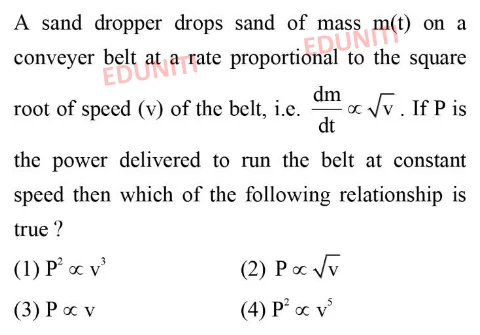 A sand dropper drops sand of mass m(t) on a
conveyer belt at a rate proportional to the square
root of speed (v) of the belt, i.e. dm/dt ∝ √v . If P is
the power delivered to run the belt at constant
speed then which of the following relationship is
true ?
(1) P² ∝ v³ (2) P ∝ √v
(3) P ∝ v (4) P² ∝ v⁵
EDUNITI
EDUNITI